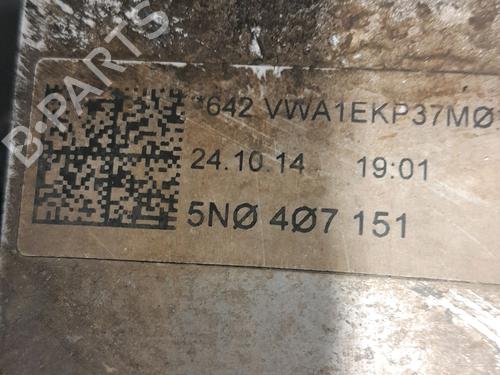 B-PARTS
*642 VWA1EKP37MØ
24.10.14 19:01
5NØ 4Ø7 151